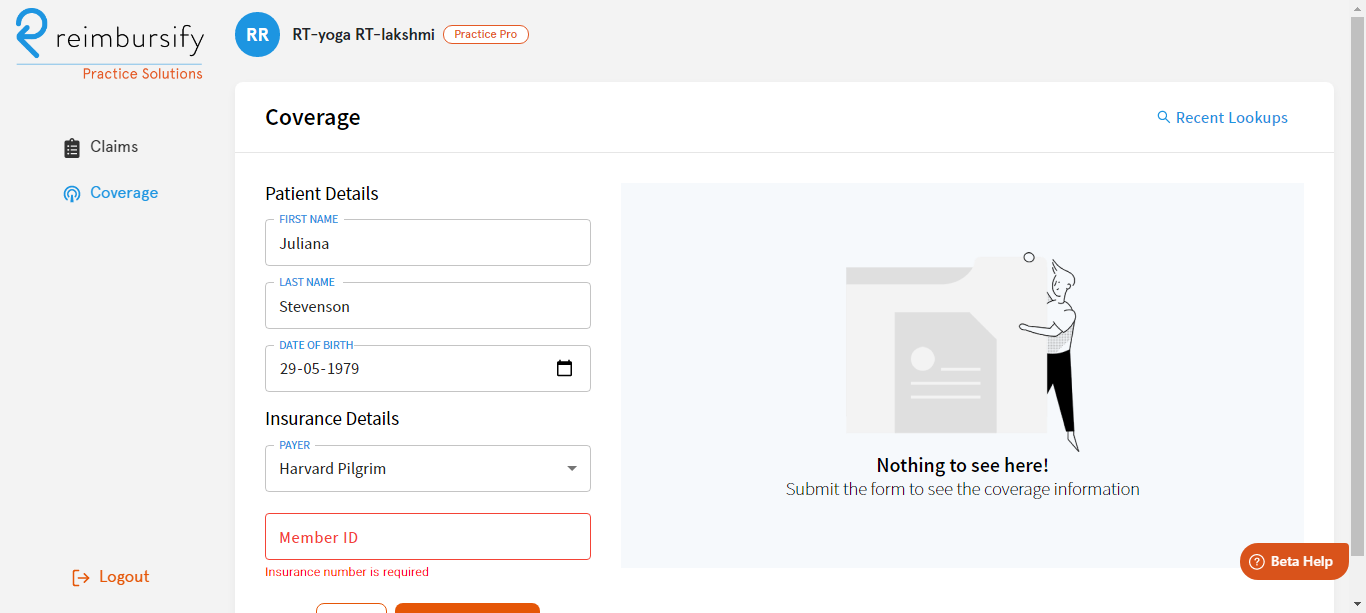 reimbursify
Practice Solutions
RR RT-yoga RT-lakshmi Practice Pro
Claims
Coverage
Logout
Coverage
Recent Lookups
Patient Details
FIRST NAME
Juliana
LAST NAME
Stevenson
DATE OF BIRTH
29-05-1979
Insurance Details
PAYER
Harvard Pilgrim
Member ID
Insurance number is required
Nothing to see here!
Submit the form to see the coverage information
? Beta Help